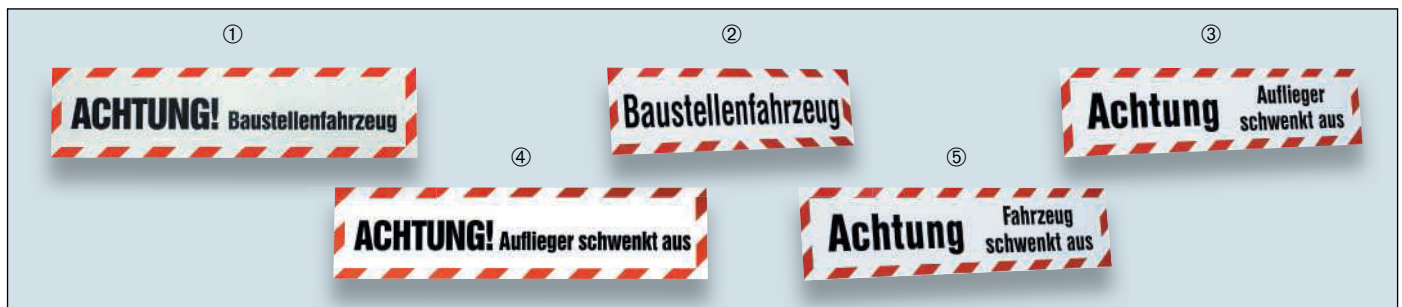 ①
ACHTUNG! Baustellenfahrzeug
②
Baustellenfahrzeug
③
Achtung Auflieger
schwenkt aus
④
ACHTUNG! Auflieger schwenkt aus
⑤
Achtung Fahrzeug
schwenkt aus